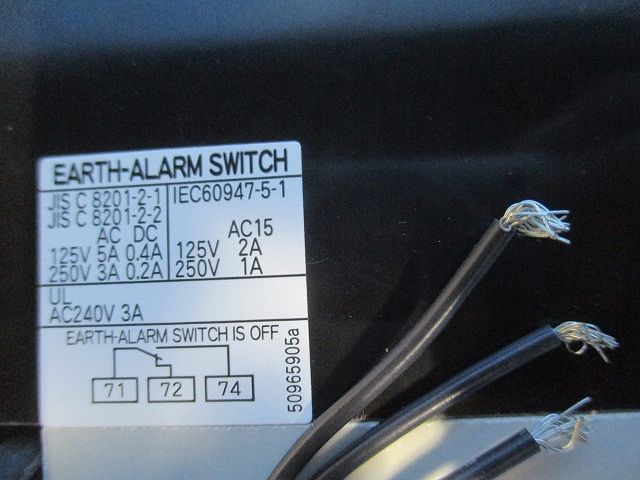 EARTH-ALARM SWITCH
JIS C 8201-2-1
JIS C 8201-2-2
AC DC
125V 5A 0.4A
250V 3A 0.2A
IEC60947-5-1
AC15
125V 2A
250V 1A
UL
AC240V 3A
EARTH-ALARM SWITCH IS OFF
71 72 74
50965905a